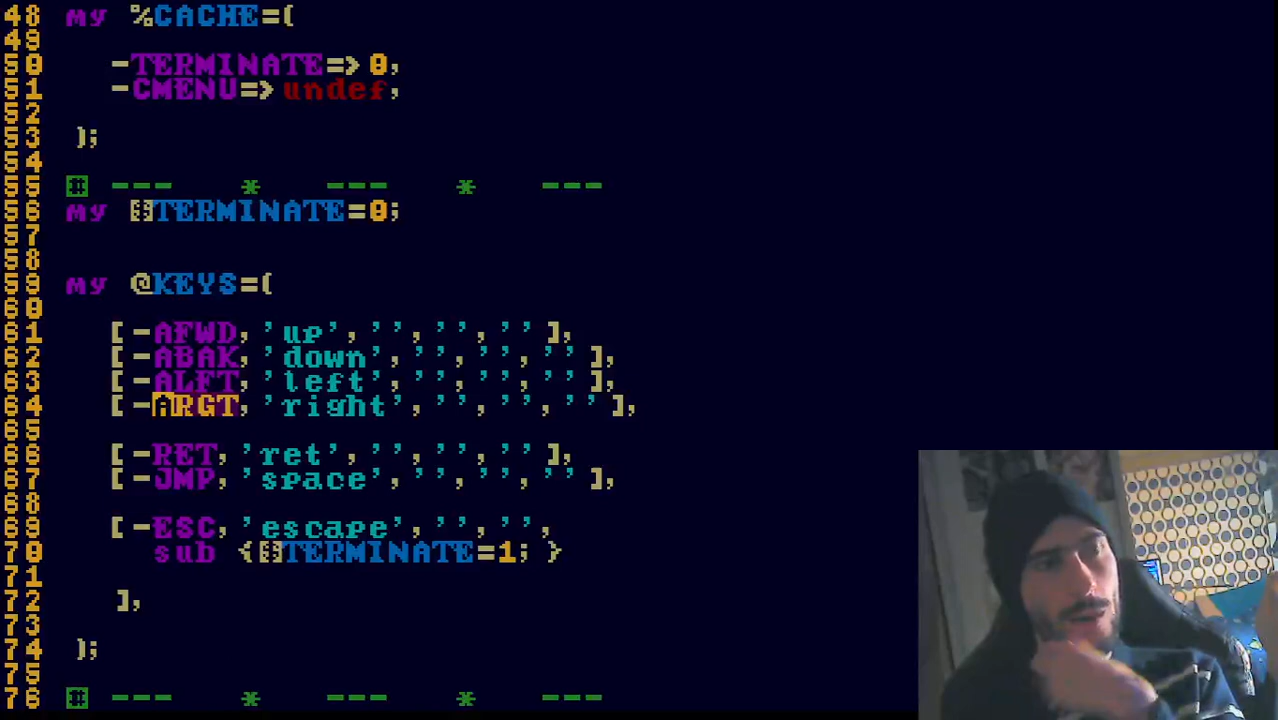 48 my %CACHE=(
49
50 -TERMINATE=> 0,
51 -CMENU=> undef,
52
53 );
54
55 # --- * --- * ---
56 my $TERMINATE=0;
57
58
59 my @KEYS=(
60
61 [-AFWD,'up','','','' ],
62 [-ABAK,'down','','','' ],
63 [-ALFT,'left','','','' ],
64 [-ARGT,'right','','','' ],
65
66 [-RET,'ret','','','' ],
67 [-JMP,'space','','','' ],
68
69 [-ESC,'escape','','',
70 sub {$TERMINATE=1; }
71
72 ],
73
74 );
75
76 # --- * --- * ---